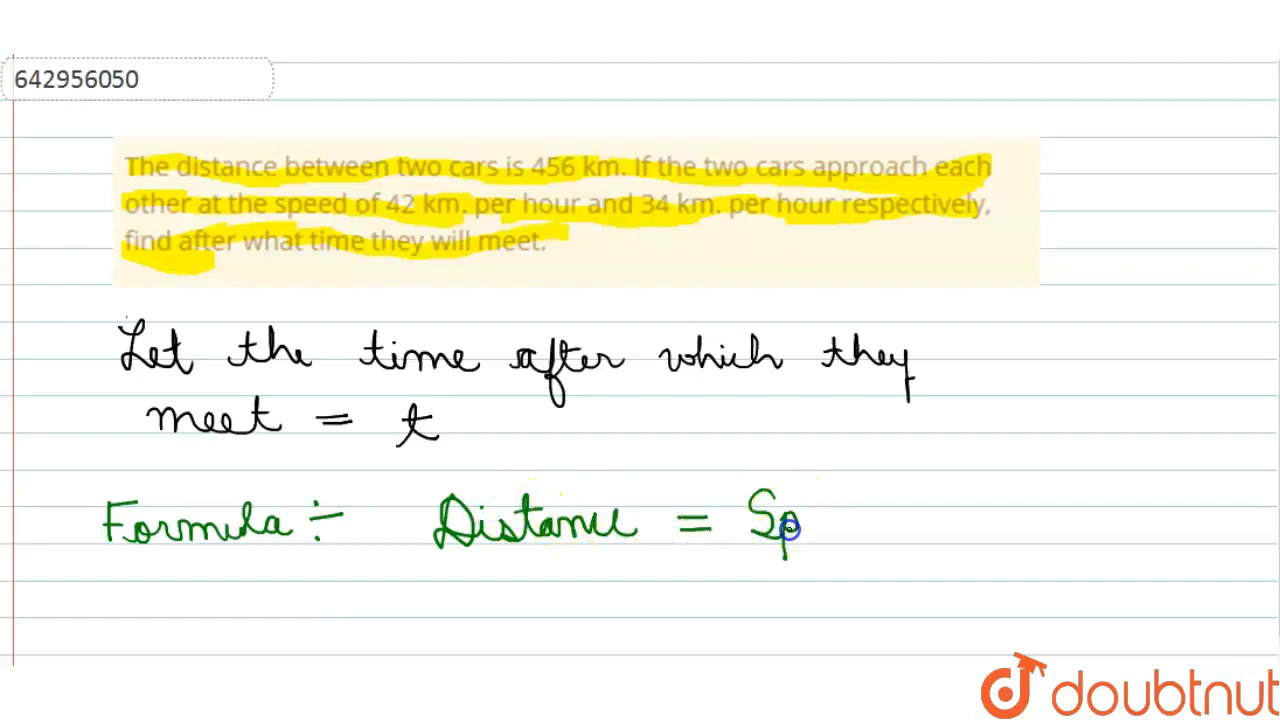 642956050
The distance between two cars is 456 km. If the two cars approach each
other at the speed of 42 km. per hour and 34 km. per hour respectively,
find after what time they will meet.
Let the time after which they
meet = t
Formula :- Distance = Sp
doubtnut